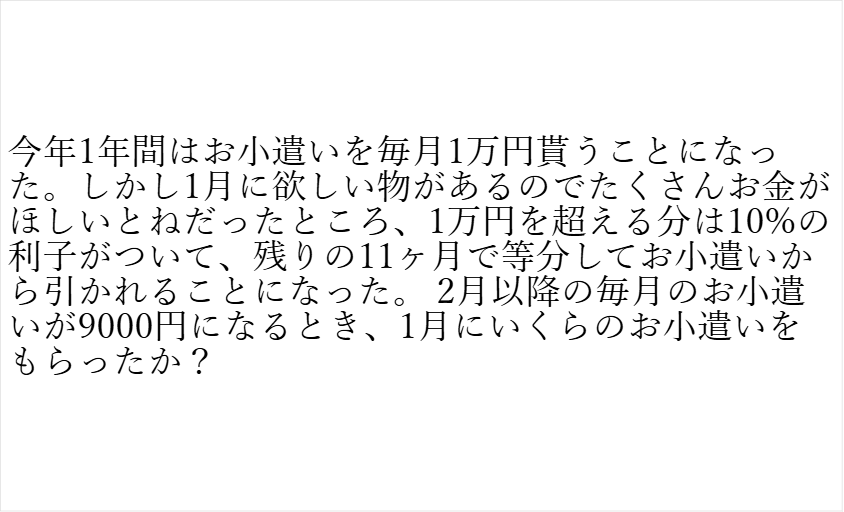 今年1年間はお小遣いを毎月1万円貰うことになっ
た。しかし1月に欲しい物があるのでたくさんお金が
ほしいとねだったところ、1万円を超える分は10%の
利子がついて、残りの11ヶ月で等分してお小遣いか
ら引かれることになった。 2月以降の毎月のお小遣
いが9000円になるとき、1月にいくらのお小遣いを
もらったか？